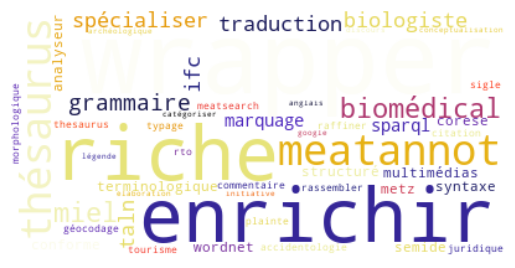 spécialiser traduction biologiste
archéologique conceptualisation
analyseur wrapper
thésaurus ifc
grammaire meatsearch anglais sigle
catégoriser biomédical
morphologique thesaurus typage marquage sparql corese
google raffiner citation
riche meatannot
légende rto structure multimédias
terminologique commentaire rassembler metz syntaxe
élaboration initiative
miel taln enrichir
plainte semide
géocodage
conforme tourisme wordnet accidentologie juridique